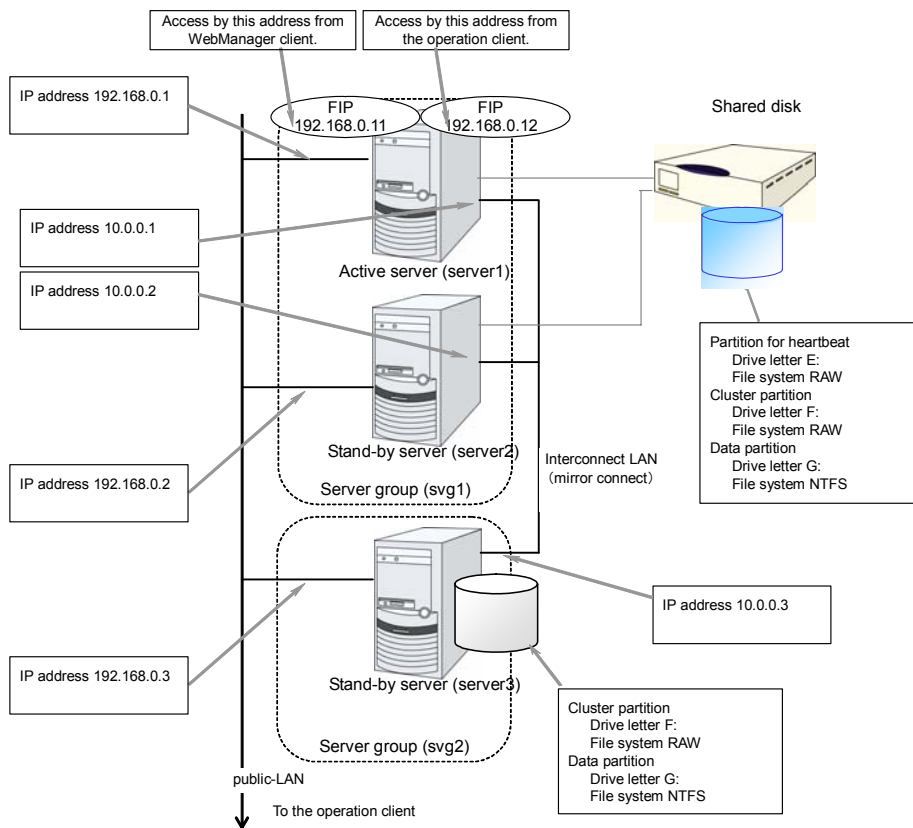 Access by this address from
WebManager client.
Access by this address from
the operation client.
IP address 192.168.0.1
FIP
192.168.0.11
FIP
192.168.0.12
Shared disk
IP address 10.0.0.1
Active server (server1)
IP address 10.0.0.2
Partition for heartbeat
Drive letter E:
File system RAW
Cluster partition
Drive letter F:
File system RAW
Data partition
Drive letter G:
File system NTFS
Stand-by server (server2)
Interconnect LAN
(mirror connect)
IP address 192.168.0.2
Server group (svg1)
IP address 10.0.0.3
IP address 192.168.0.3
Stand-by server (server3)
Cluster partition
Drive letter F:
File system RAW
Data partition
Drive letter G:
File system NTFS
Server group (svg2)
public-LAN
To the operation client